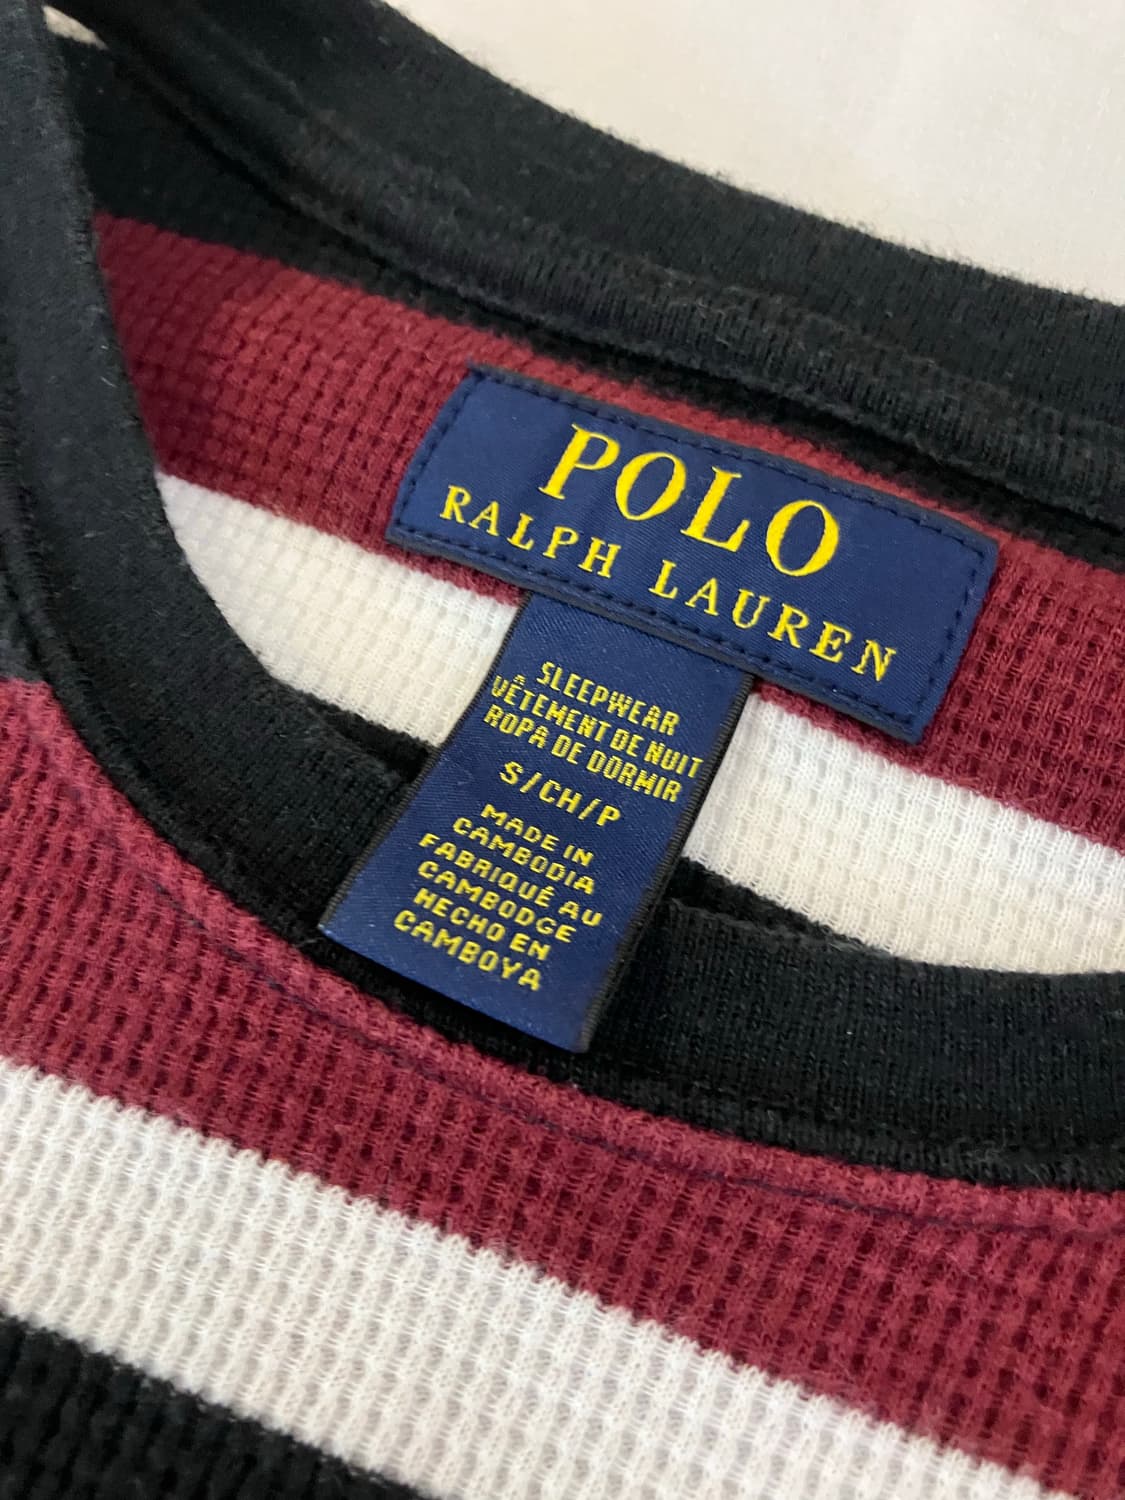 POLO
RALPH LAUREN
SLEEPWEAR
VÊTEMENT DE NUIT
ROPA DE DORMIR
S/CH/P
MADE IN
CAMBODIA
FABRIQUÉ AU
CAMBODGE
HECHO EN
CAMBOYA